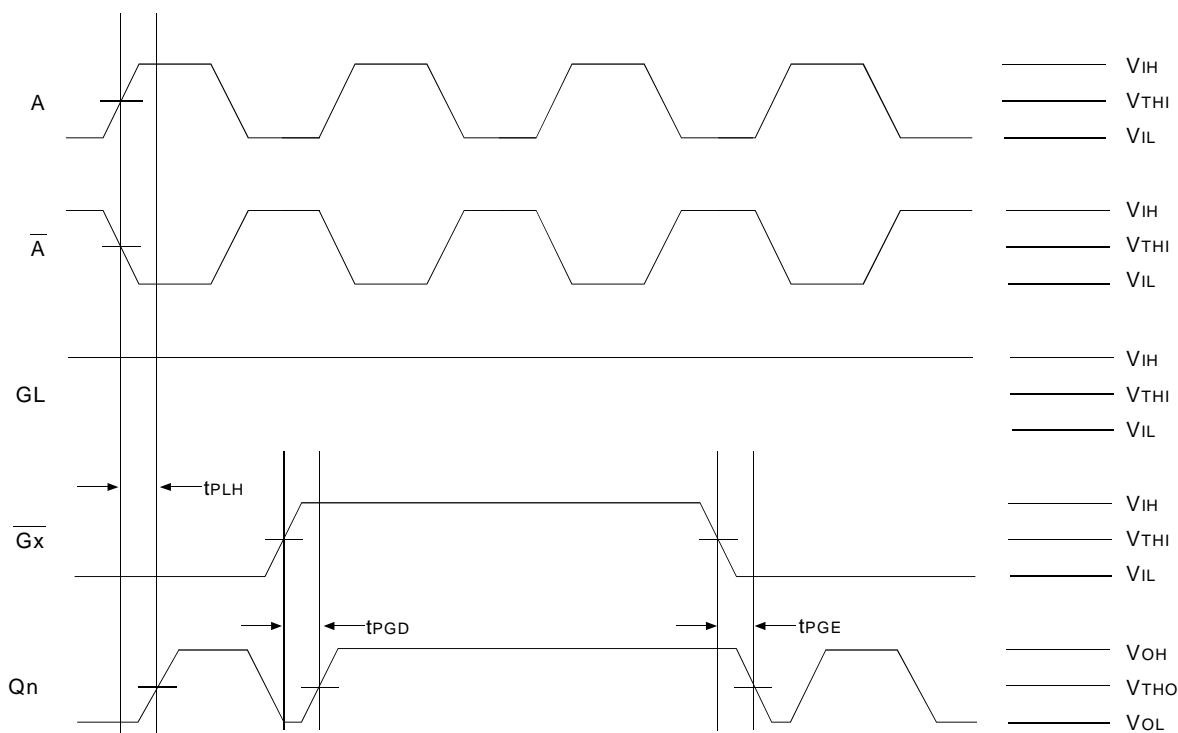 A
VIH
VTHI
VIL
A
VIH
VTHI
VIL
GL
VIH
VTHI
VIL
tPLH
Gx
VIH
VTHI
VIL
tPGD
tPGE
Qn
VOH
VTHO
VOL